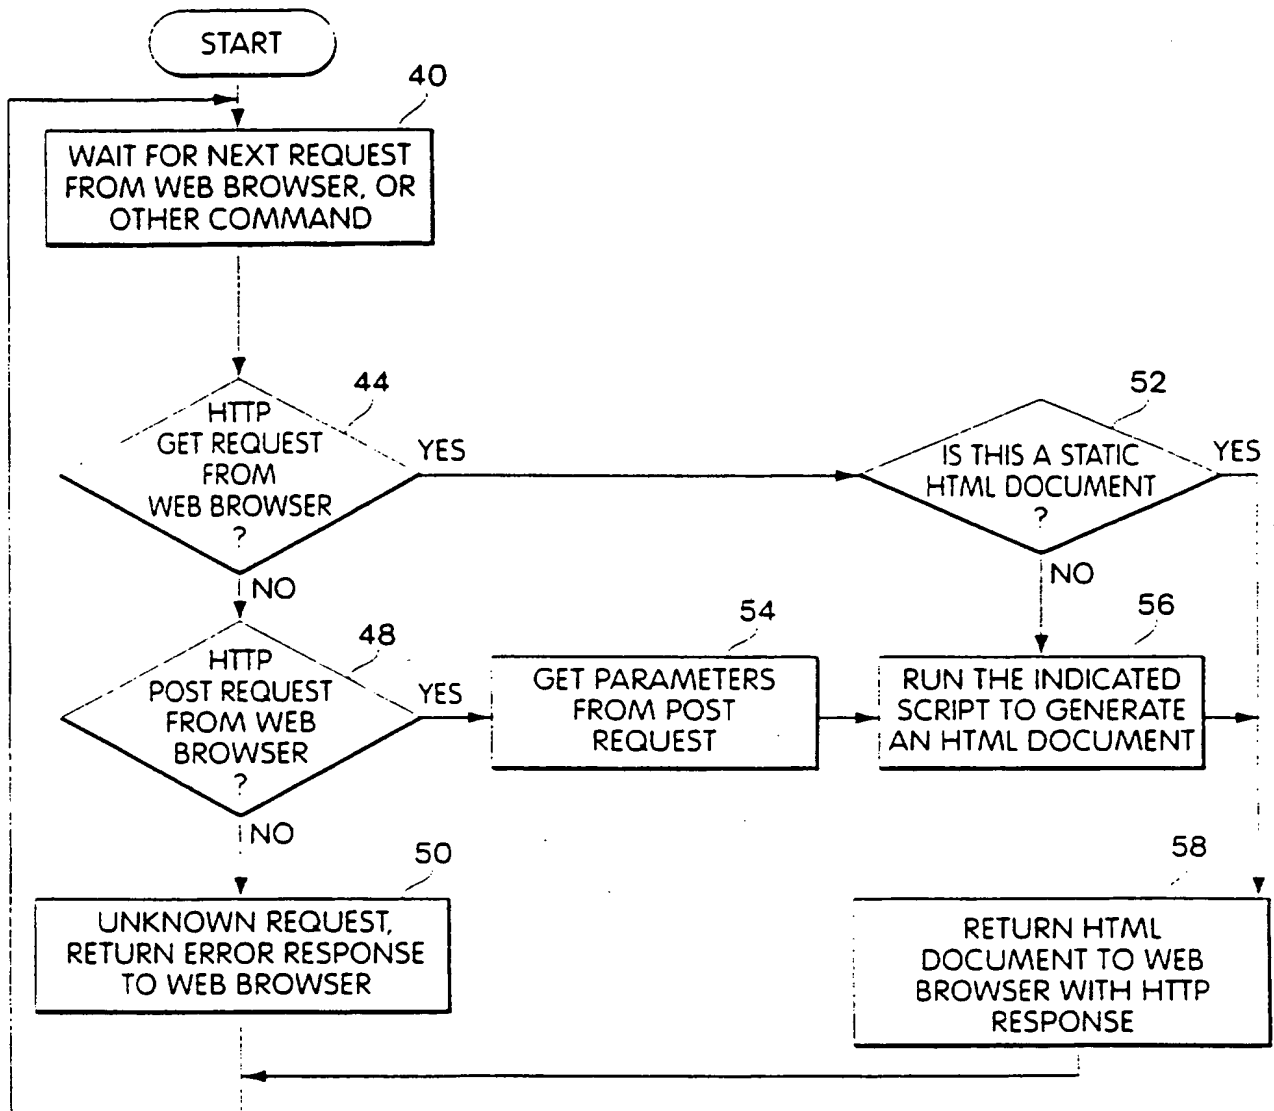 START
40
WAIT FOR NEXT REQUEST
FROM WEB BROWSER, OR
OTHER COMMAND
44
HTTP
GET REQUEST
FROM
WEB BROWSER
?
YES
NO
52
IS THIS A STATIC
HTML DOCUMENT
?
YES
NO
48
HTTP
POST REQUEST
FROM WEB
BROWSER
?
YES
NO
54
GET PARAMETERS
FROM POST
REQUEST
56
RUN THE INDICATED
SCRIPT TO GENERATE
AN HTML DOCUMENT
50
UNKNOWN REQUEST,
RETURN ERROR RESPONSE
TO WEB BROWSER
58
RETURN HTML
DOCUMENT TO WEB
BROWSER WITH HTTP
RESPONSE